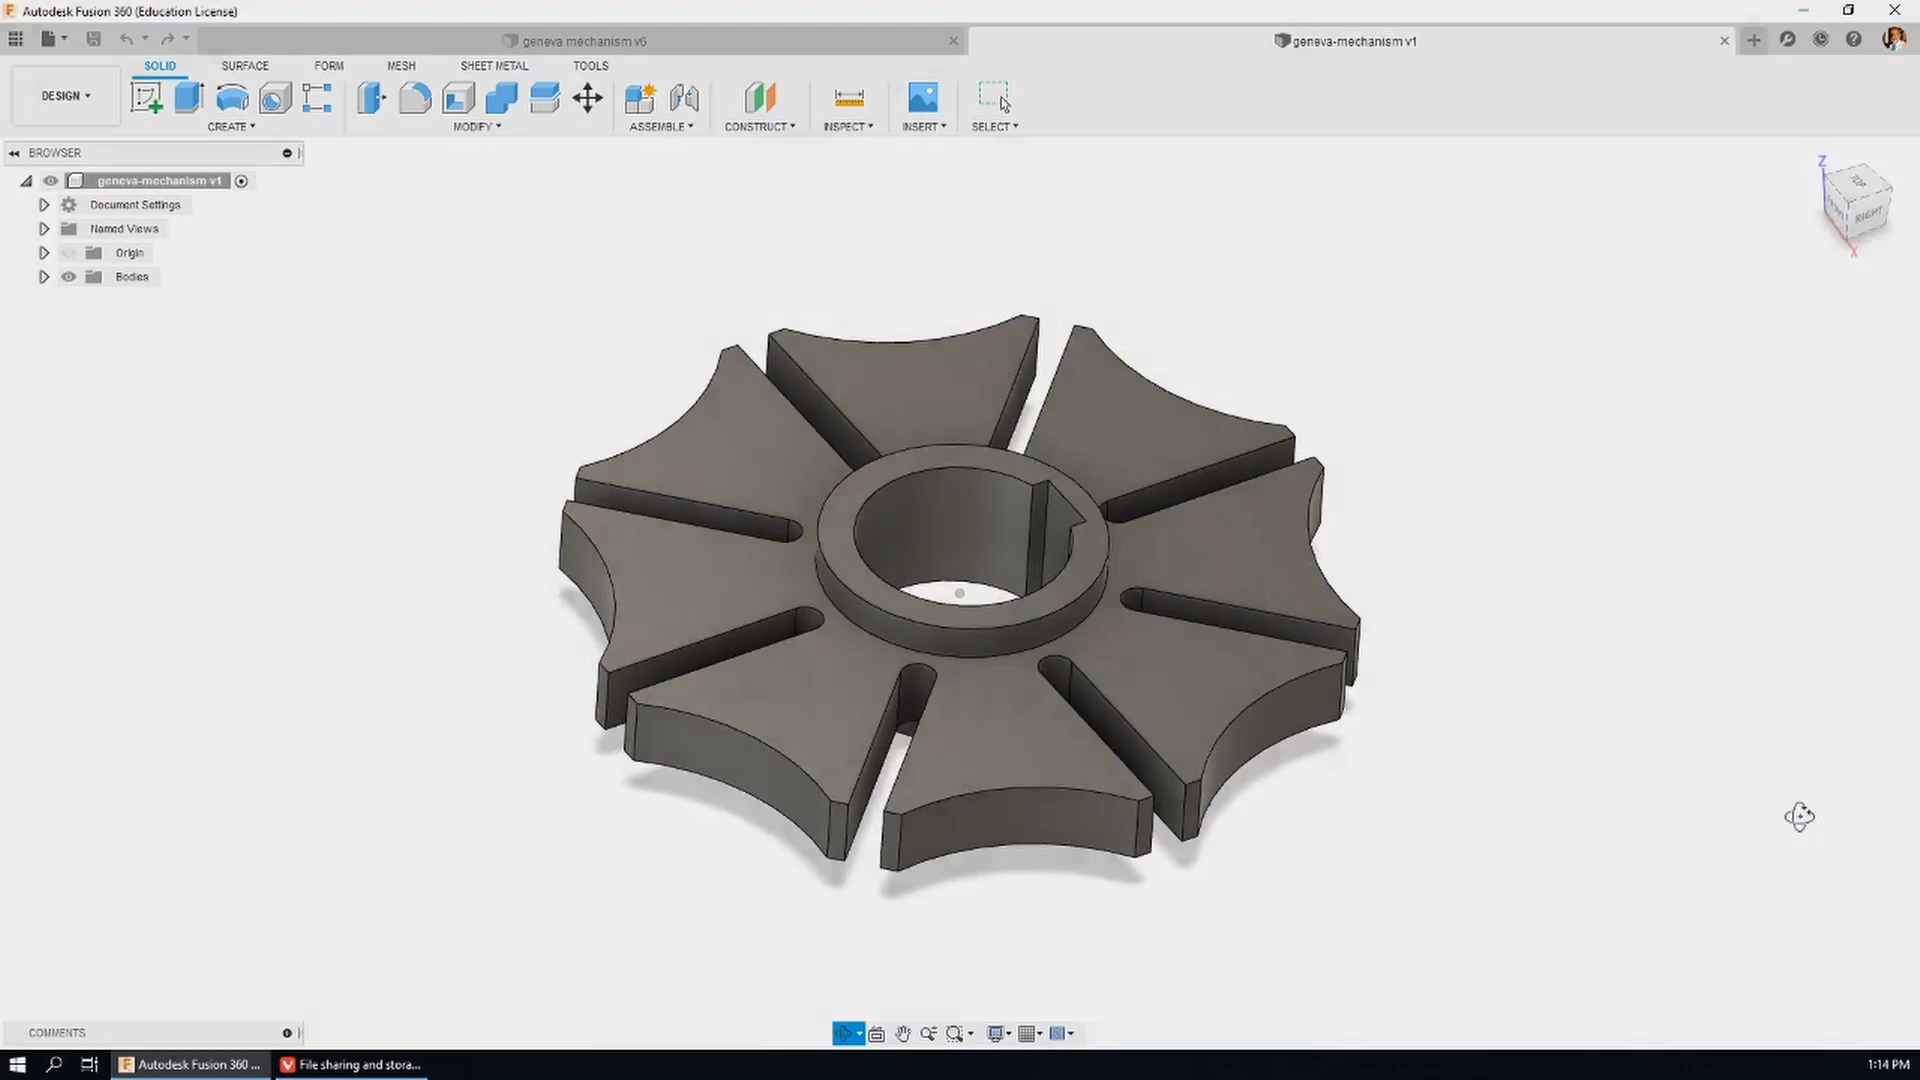 Autodesk Fusion 360 (Education License)
geneva mechanism v6
geneva-mechanism v1
DESIGN
SOLID
SURFACE
FORM
MESH
SHEET METAL
TOOLS
CREATE
MODIFY
ASSEMBLE
CONSTRUCT
INSPECT
INSERT
SELECT
BROWSER
geneva-mechanism v1
Document Settings
Named Views
Origin
Bodies
Z
TOP
RIGHT
X
COMMENTS
Autodesk Fusion 360 ...
File sharing and stora...
1:14 PM